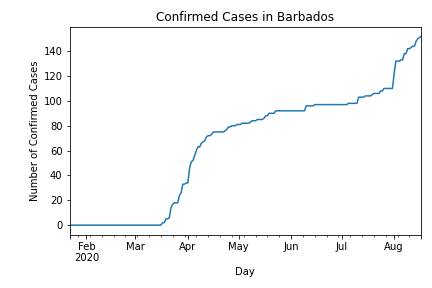 Confirmed Cases in Barbados
Number of Confirmed Cases
140
120
100
80
60
40
20
0
Feb Mar Apr May Jun Jul Aug
2020
Day